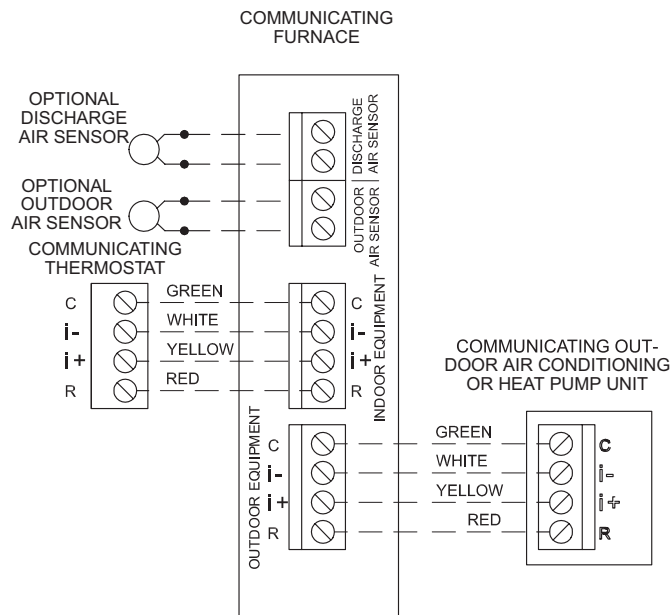 COMMUNICATING
FURNACE
OPTIONAL
DISCHARGE
AIR SENSOR
DISCHARGE
AIR SENSOR
OPTIONAL
OUTDOOR
AIR SENSOR
OUTDOOR
AIR SENSOR
COMMUNICATING
THERMOSTAT
C GREEN C
i- WHITE i-
i+ YELLOW i+
R RED R
INDOOR EQUIPMENT
COMMUNICATING OUT-
DOOR AIR CONDITIONING
OR HEAT PUMP UNIT
OUTDOOR EQUIPMENT
C GREEN C
i- WHITE i-
i+ YELLOW i+
R RED R